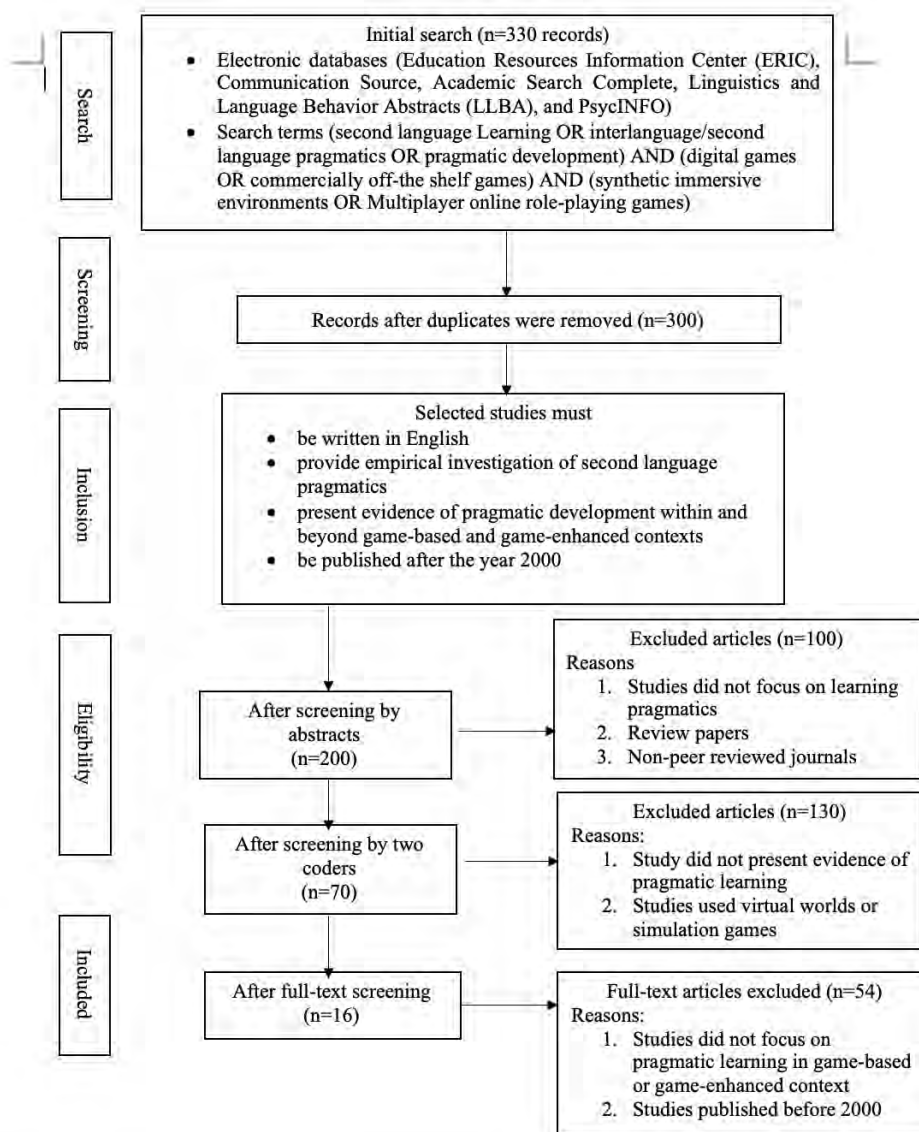 Search
Initial search (n=330 records)
• Electronic databases (Education Resources Information Center (ERIC),
Communication Source, Academic Search Complete, Linguistics and
Language Behavior Abstracts (LLBA), and PsycINFO)
• Search terms (second language Learning OR interlanguage/second
language pragmatics OR pragmatic development) AND (digital games
OR commercially off-the shelf games) AND (synthetic immersive
environments OR Multiplayer online role-playing games)
Screening
Records after duplicates were removed (n=300)
Inclusion
Selected studies must
• be written in English
• provide empirical investigation of second language
pragmatics
• present evidence of pragmatic development within and
beyond game-based and game-enhanced contexts
• be published after the year 2000
Eligibility
After screening by
abstracts
(n=200)
Excluded articles (n=100)
Reasons
1. Studies did not focus on learning
pragmatics
2. Review papers
3. Non-peer reviewed journals
After screening by two
coders
(n=70)
Excluded articles (n=130)
Reasons:
1. Study did not present evidence of
pragmatic learning
2. Studies used virtual worlds or
simulation games
Included
After full-text screening
(n=16)
Full-text articles excluded (n=54)
Reasons:
1. Studies did not focus on
pragmatic learning in game-based
or game-enhanced context
2. Studies published before 2000